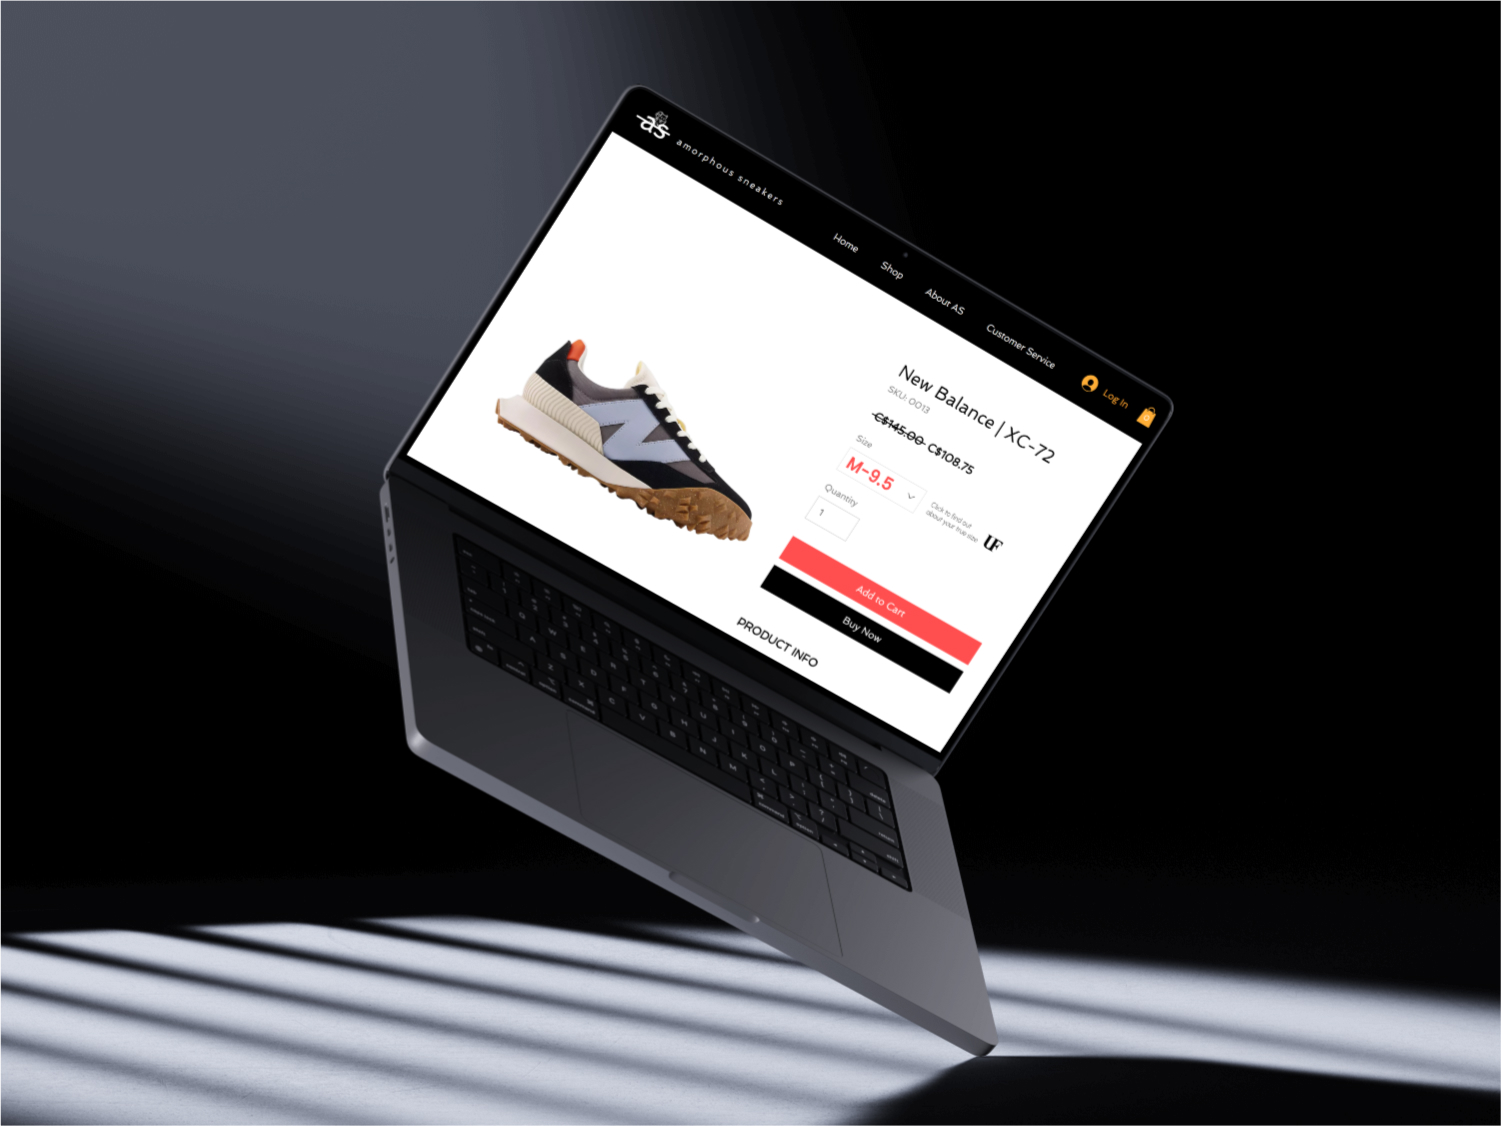 as
amorphous sneakers
Home
Shop
About AS
Customer Service
Log In
0
New Balance | XC-72
SKU: 0013
C$145.00 C$108.75
Size
M-9.5
Click to find out
about your true size
UF
Quantity
1
Add to Cart
Buy Now
PRODUCT INFO
N